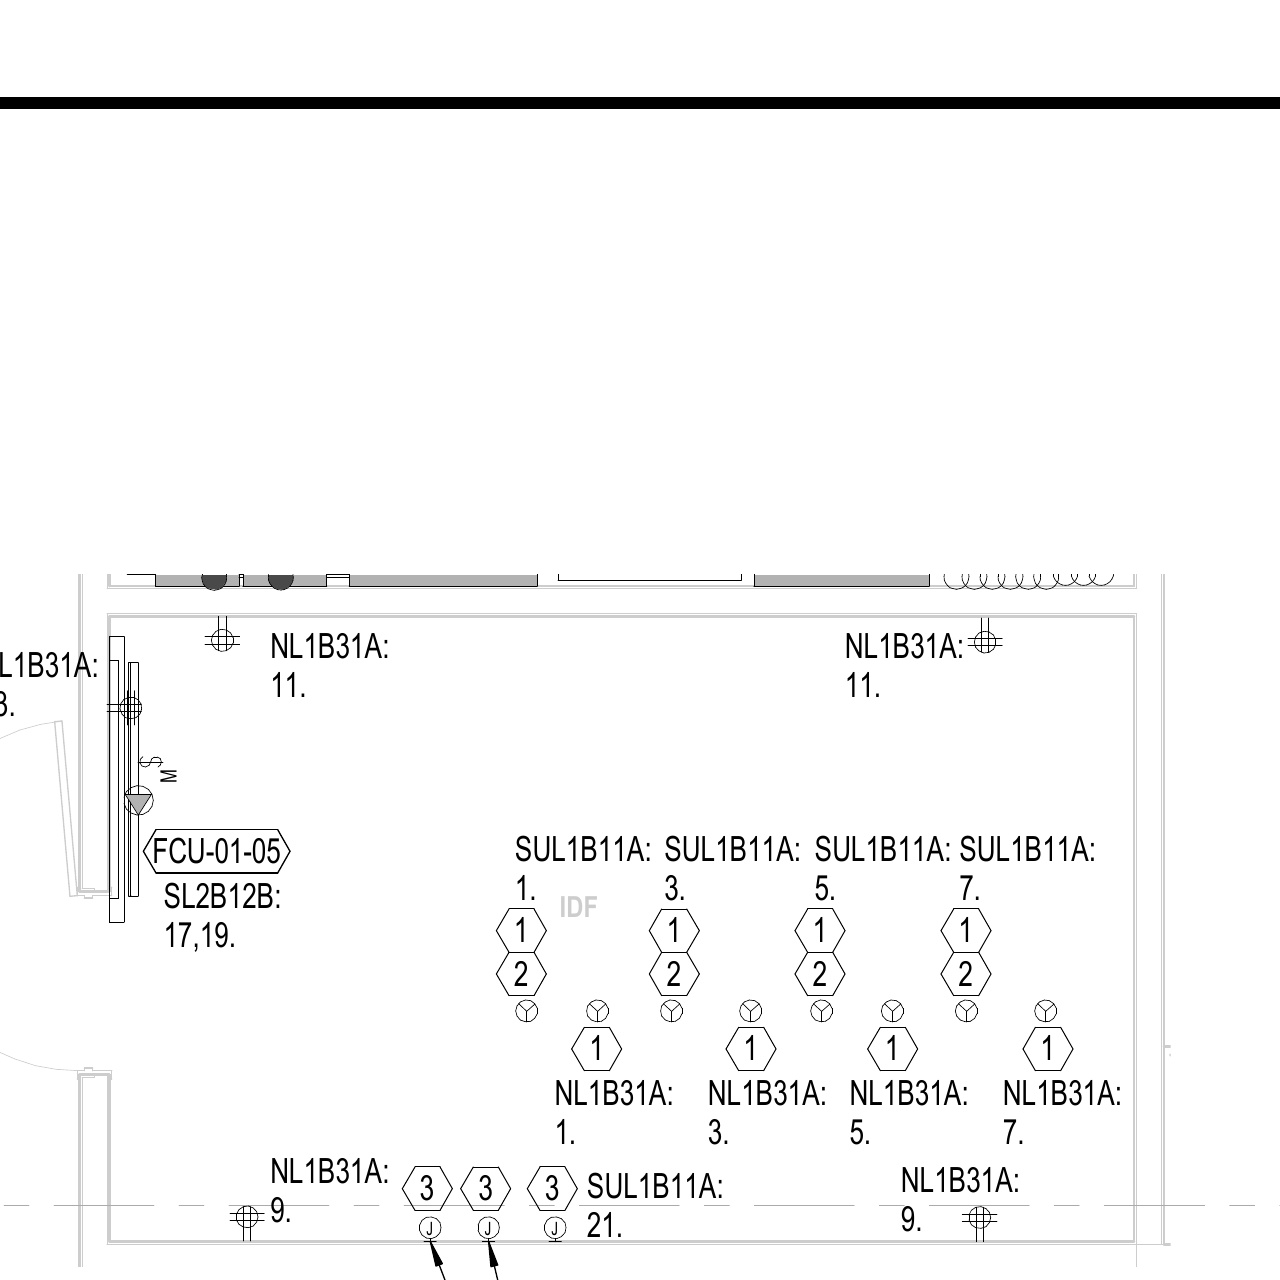 NL1B31A:
11.
NL1B31A:
11.
L1B31A:
3.
S
M
FCU-01-05
SL2B12B:
17,19.
SUL1B11A: SUL1B11A: SUL1B11A: SUL1B11A:
1. 3. 5. 7.
IDF
1 1 1 1
2 2 2 2
1 1 1 1
NL1B31A: NL1B31A: NL1B31A: NL1B31A:
1. 3. 5. 7.
NL1B31A:
9.
3 3 3
J J J
SUL1B11A:
21.
NL1B31A:
9.